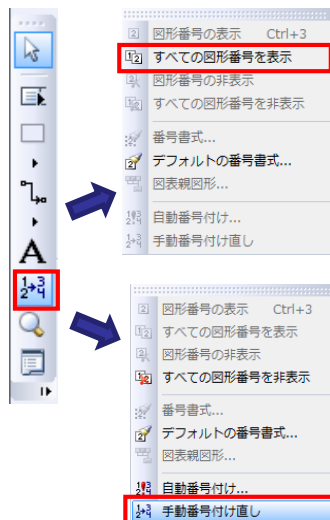 図形番号の表示 Ctrl+3
すべての図形番号を表示
図形番号の非表示
すべての図形番号を非表示
番号書式...
デフォルトの番号書式...
図表親図形...
自動番号付け...
手動番号付け直し
A
図形番号の表示 Ctrl+3
すべての図形番号を表示
図形番号の非表示
すべての図形番号を非表示
番号書式...
デフォルトの番号書式...
図表親図形...
自動番号付け...
手動番号付け直し